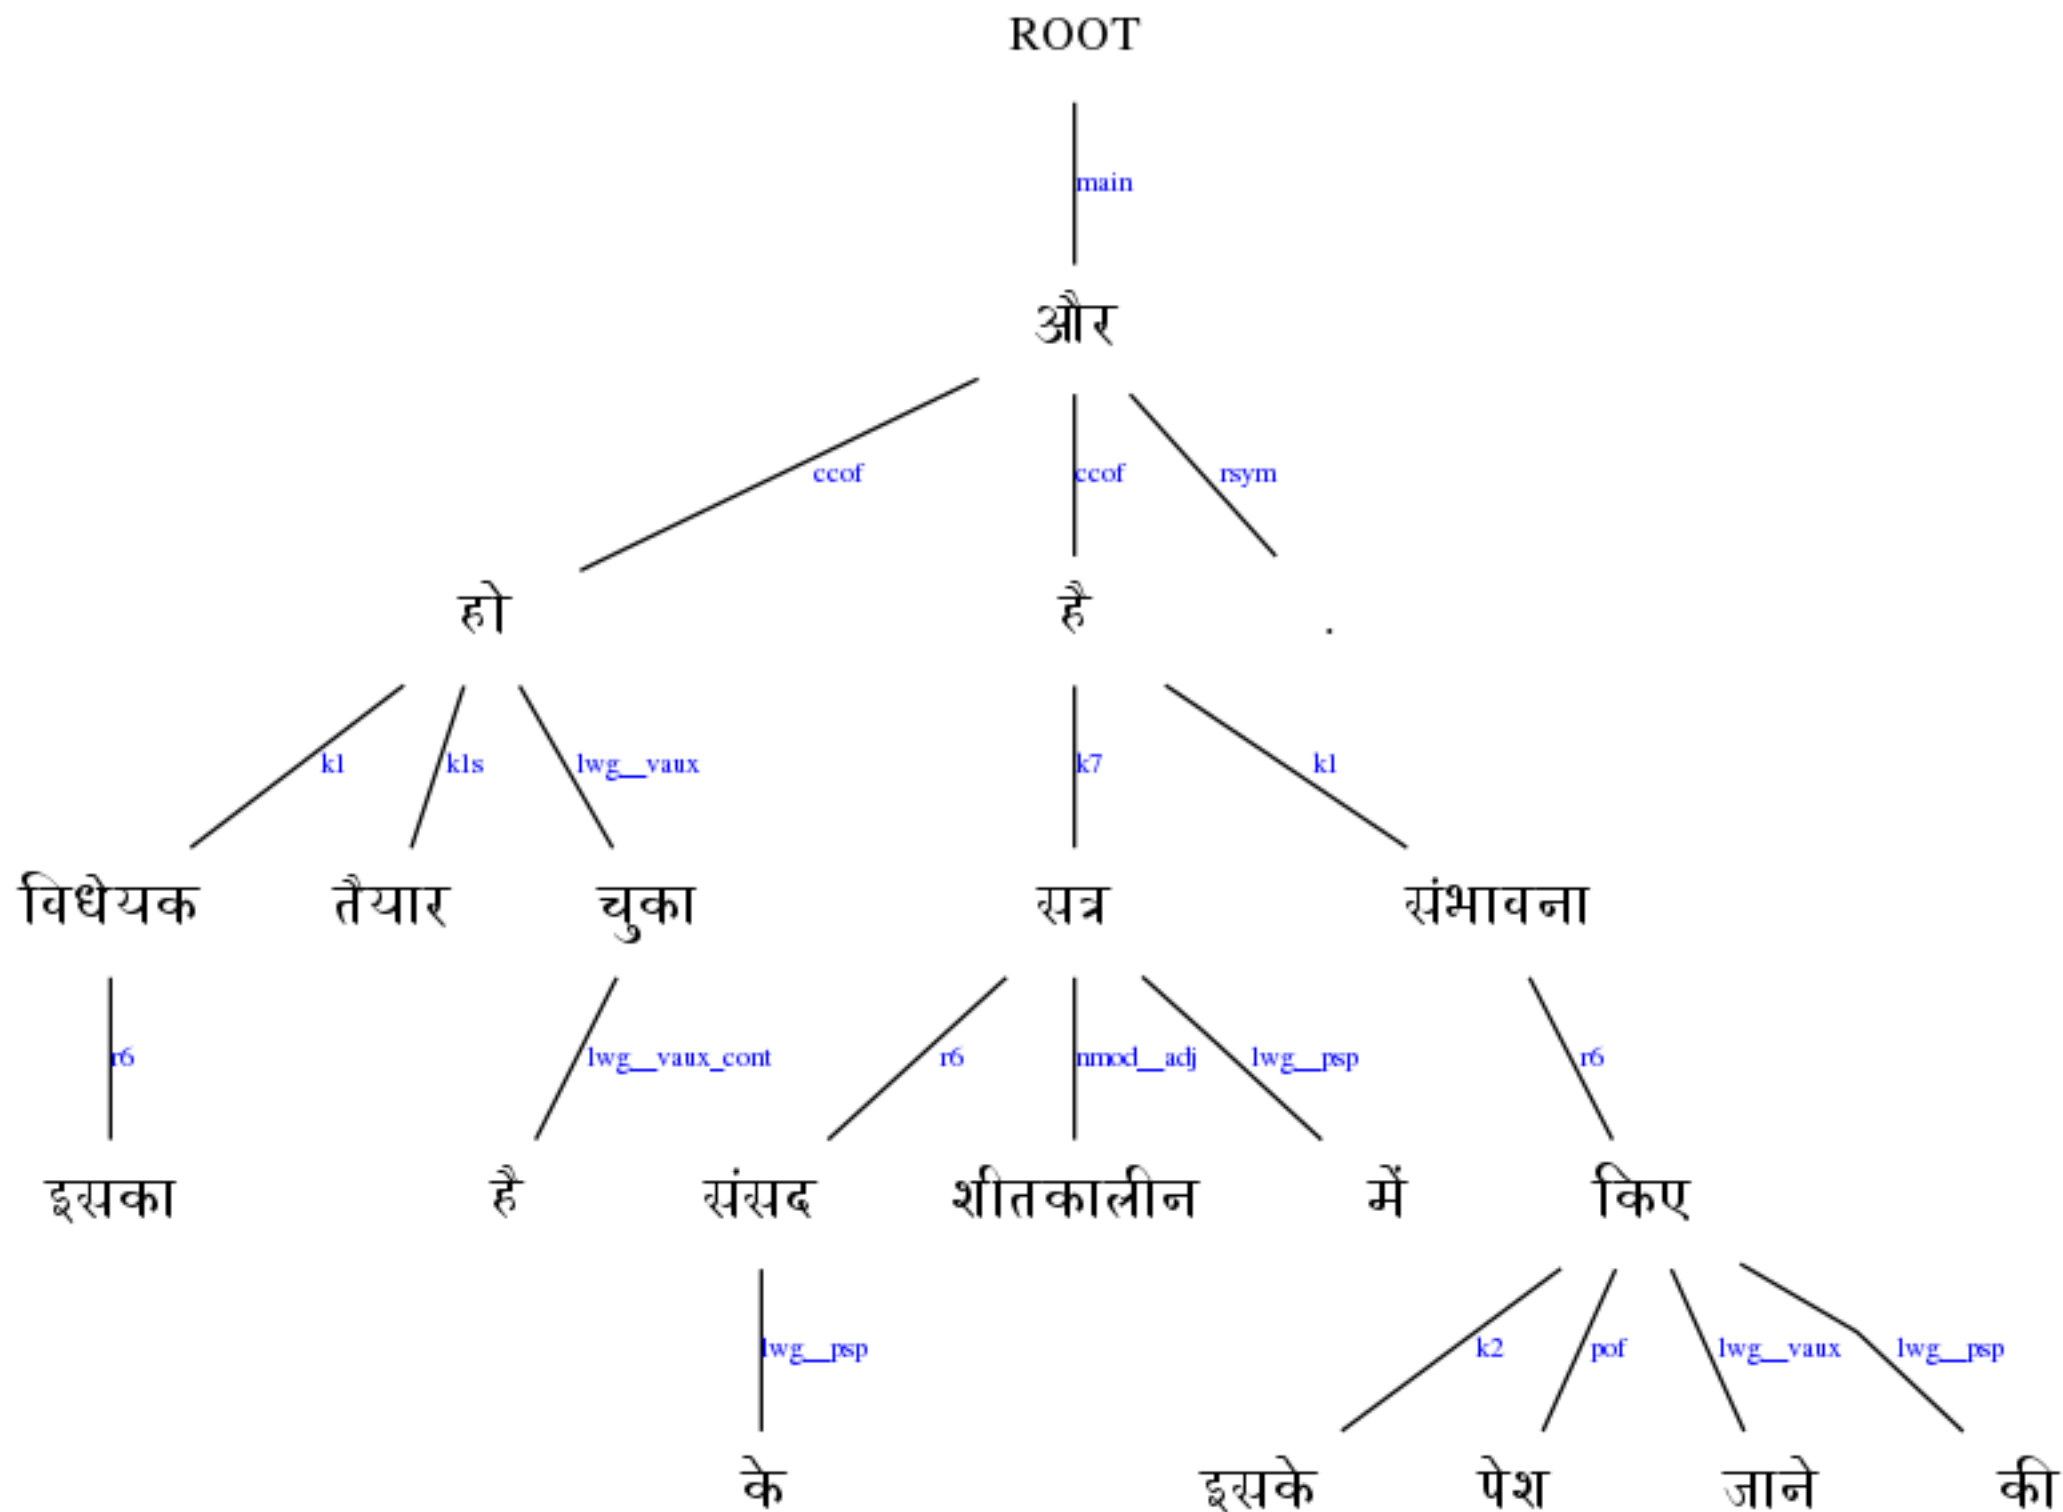 ROOT
main
और
ccof ccof rsym
हो है .
k1 k1s lwg__vaux k7 k1
विधेयक तैयार चुका सत्र संभावना
r6 lwg__vaux_cont r6 nmod__adj lwg__psp r6
इसका है संसद शीतकालीन में किए
lwg__psp k2 pof lwg__vaux lwg__psp
के इसके पेश जाने की